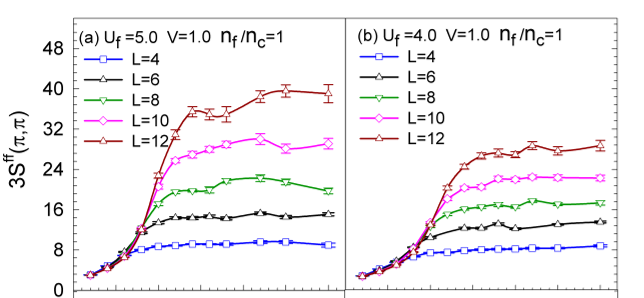 (a) U_f=5.0 V=1.0 n_f/n_c=1
L=4
L=6
L=8
L=10
L=12
(b) U_f=4.0 V=1.0 n_f/n_c=1
L=4
L=6
L=8
L=10
L=12
3S^ff(π,π)
48
40
32
24
16
8
0